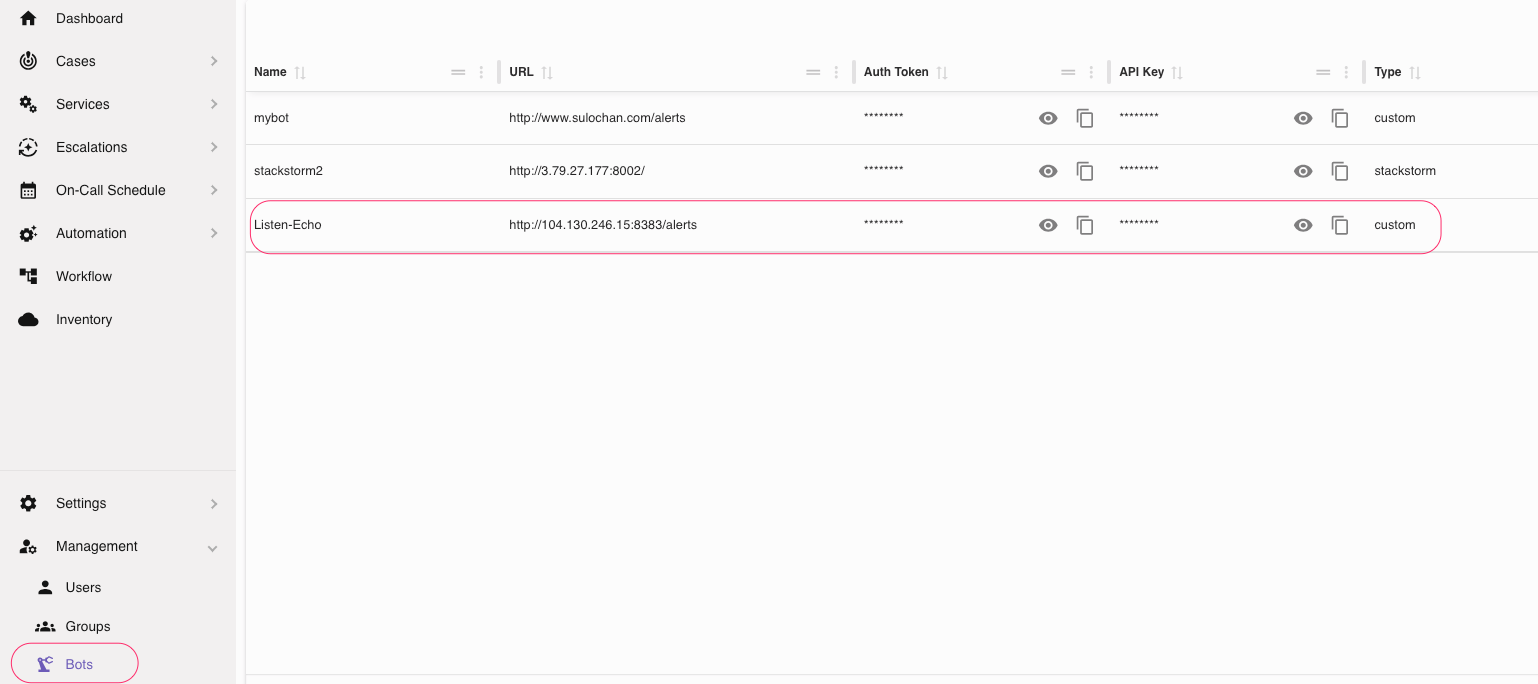 Dashboard
Cases
Services
Escalations
On-Call Schedule
Automation
Workflow
Inventory
Settings
Management
Users
Groups
Bots
Name URL Auth Token API Key Type
mybot http://www.sulochan.com/alerts ******** ******** custom
stackstorm2 http://3.79.27.177:8002/ ******** ******** stackstorm
Listen-Echo http://104.130.246.15:8383/alerts ******** ******** custom